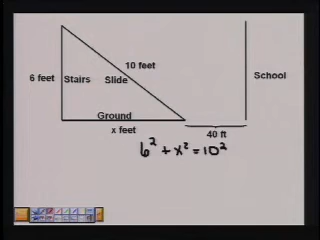 10 feet
6 feet
Stairs
Slide
School
Ground
x feet
40 ft
6² + x² = 10²